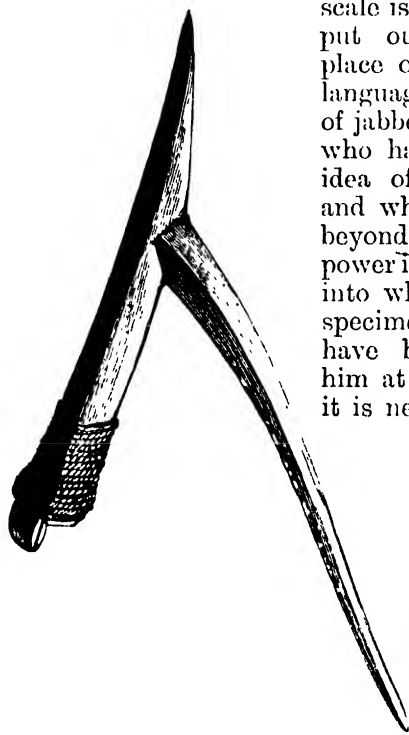 scale is
put ou
place o
languag
of jabbe
who ha
idea of
and wh
beyond
power i
into wh
specime
have b
him at
it is ne